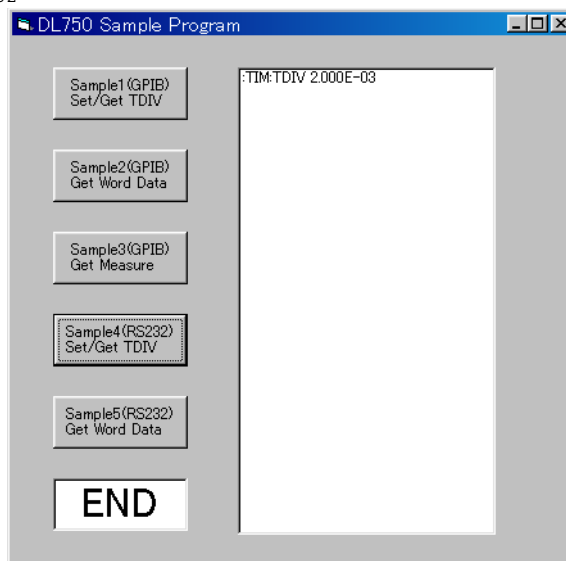 DL750 Sample Program
Sample1(GPIB)
Set/Get TDIV
:TIM:TDIV 2.000E-03
Sample2(GPIB)
Get Word Data
Sample3(GPIB)
Get Measure
Sample4(RS232)
Set/Get TDIV
Sample5(RS232)
Get Word Data
END